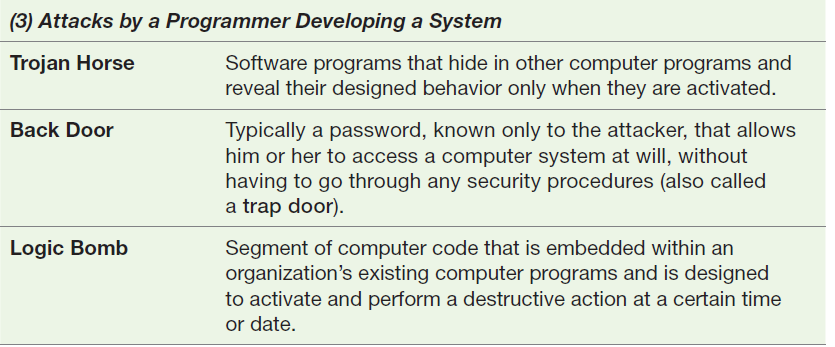 (3) Attacks by a Programmer Developing a System
Trojan Horse
Software programs that hide in other computer programs and
reveal their designed behavior only when they are activated.
Back Door
Typically a password, known only to the attacker, that allows
him or her to access a computer system at will, without
having to go through any security procedures (also called
a trap door).
Logic Bomb
Segment of computer code that is embedded within an
organization’s existing computer programs and is designed
to activate and perform a destructive action at a certain time
or date.